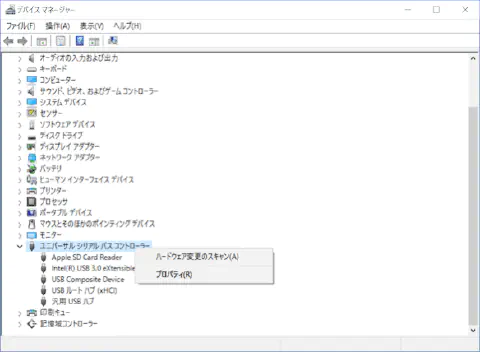 デバイス マネージャー
ファイル(F) 操作(A) 表示(V) ヘルプ(H)
オーディオの入力および出力
キーボード
コンピューター
サウンド、ビデオ、およびゲーム コントローラー
システム デバイス
センサー
ソフトウェア デバイス
ディスク ドライブ
ディスプレイ アダプター
ネットワーク アダプター
バッテリ
ヒューマン インターフェイス デバイス
プリンター
プロセッサ
ポータブル デバイス
マウスとそのほかのポインティング デバイス
モニター
ユニバーサル シリアル バス コントローラー
Apple SD Card Reader
ハードウェア変更のスキャン(A)
Intel(R) USB 3.0 eXtensible
プロパティ(R)
USB Composite Device
USB ルート ハブ (xHCI)
汎用 USB ハブ
印刷キュー
記憶域コントローラー